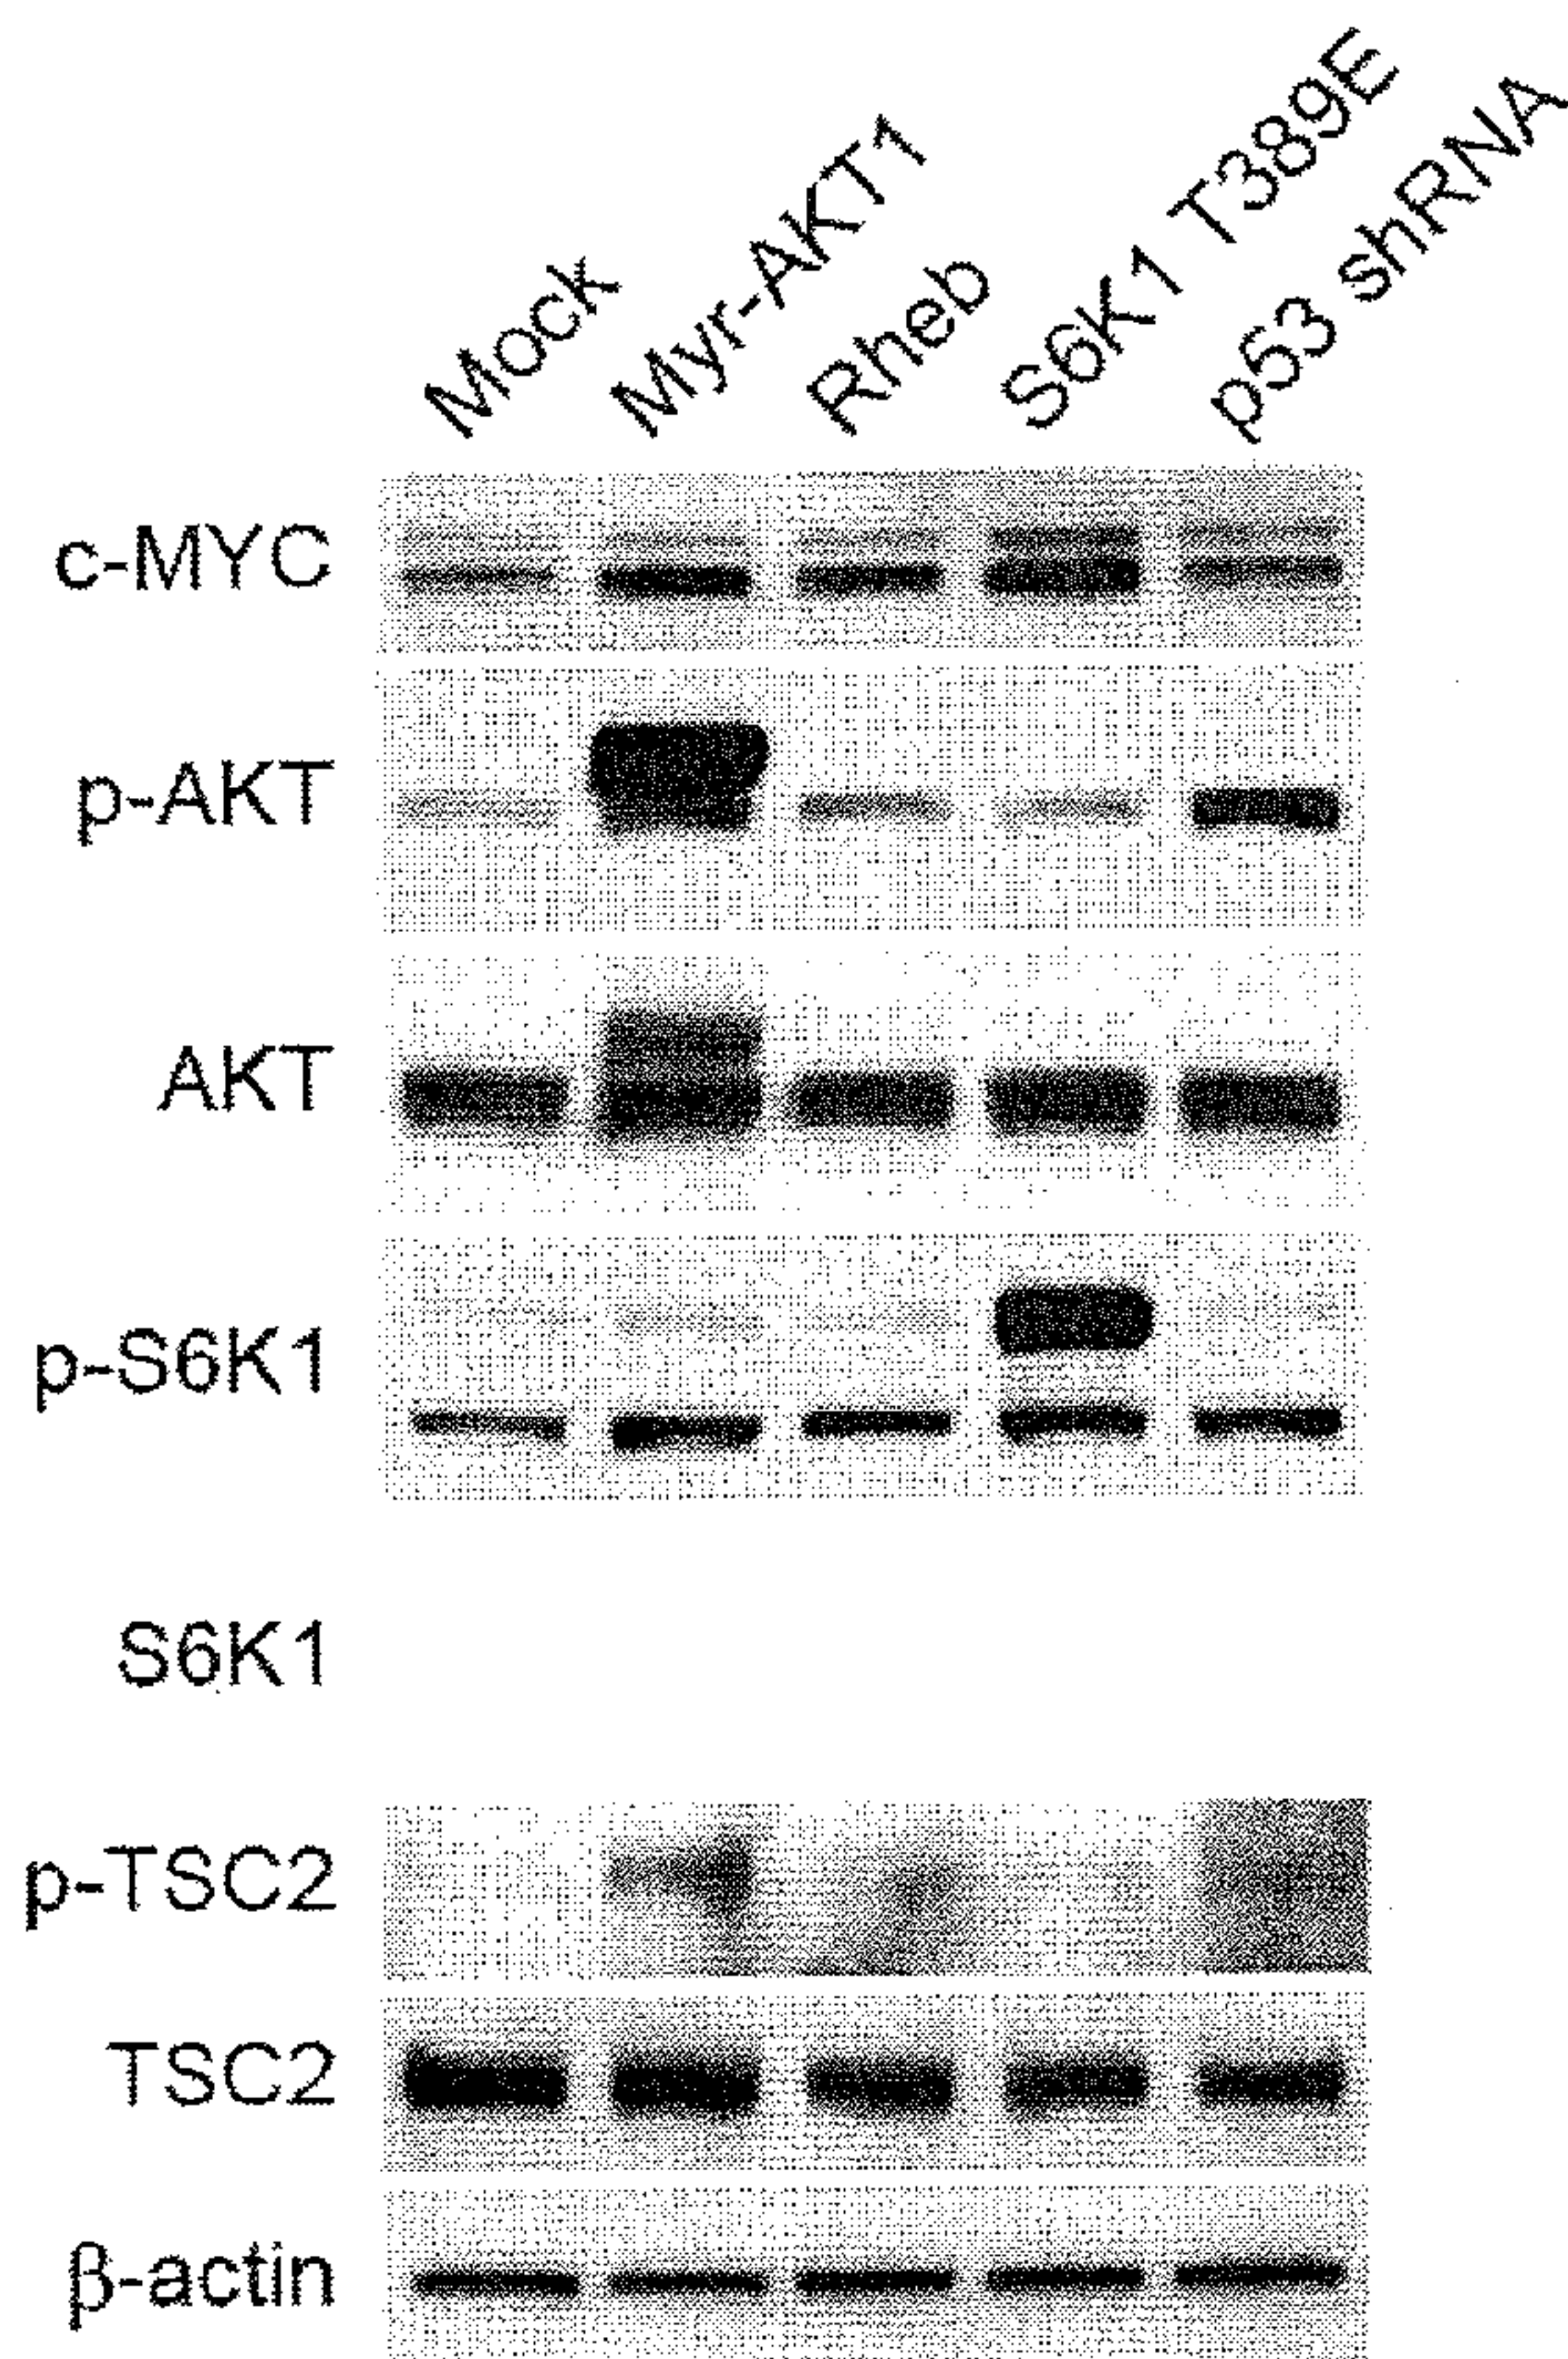 Mock
Myr-AKT1
Rheb
S6K1 T389E
p53 shRNA
c-MYC
p-AKT
AKT
p-S6K1
S6K1
p-TSC2
TSC2
β-actin